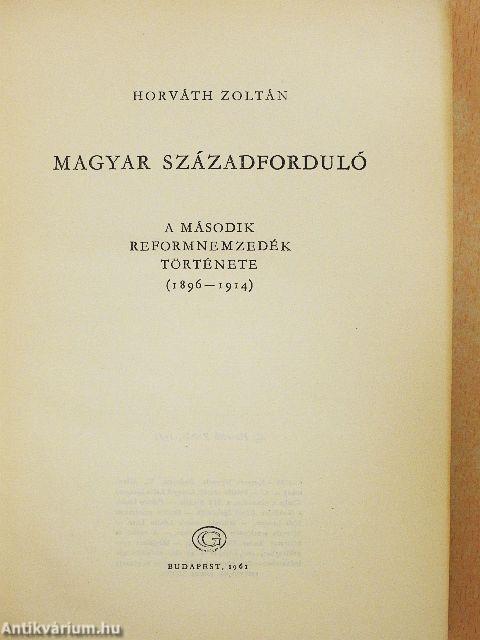 HORVÁTH ZOLTÁN
MAGYAR SZÁZADFORDULÓ
A MÁSODIK
REFORMNEMZEDÉK
TÖRTÉNETE
(1896—1914)
G
BUDAPEST, 1961
Antikvárium.hu